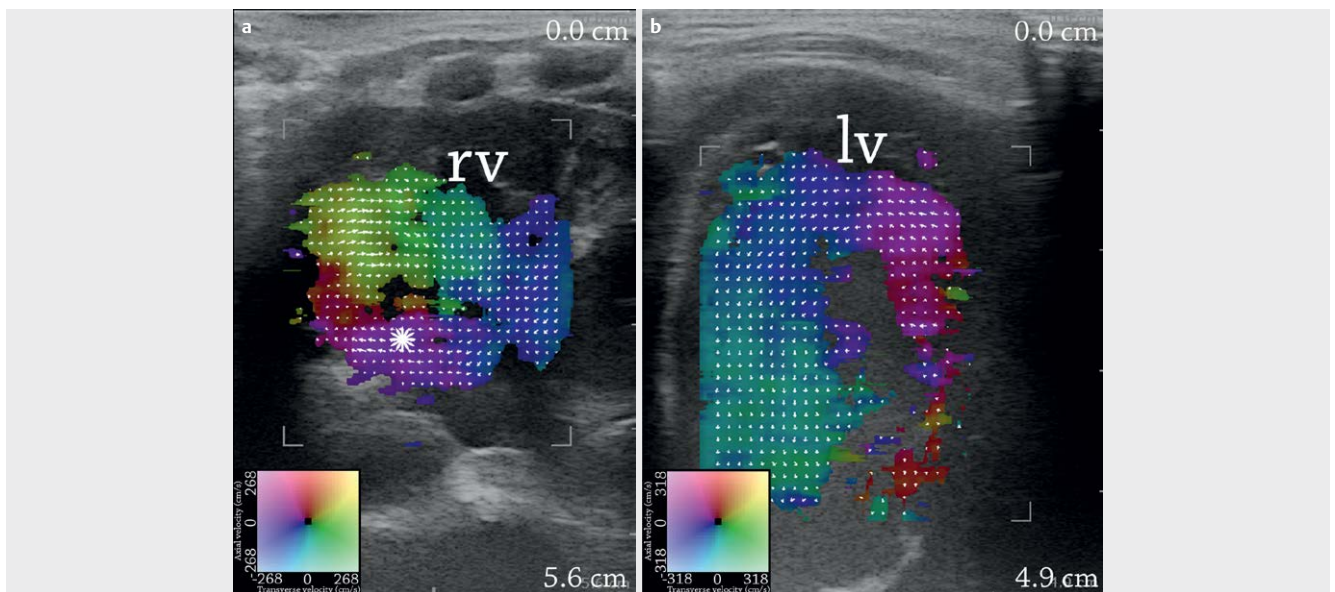 a
0.0 cm
rv
268
0
-268
Axial velocity (cm/s)
-268 0 268
Transverse velocity (cm/s)
5.6 cm
b
0.0 cm
lv
318
0
-318
Axial velocity (cm/s)
-318 0 318
Transverse velocity (cm/s)
4.9 cm